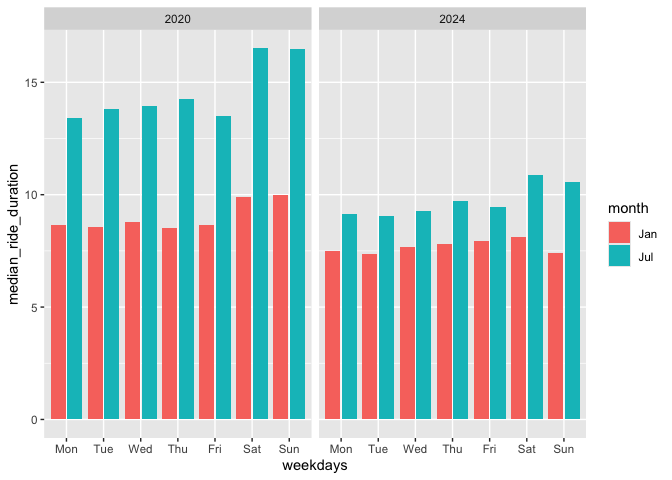 2020 2024
median_ride_duration
15
10
5
0
Mon Tue Wed Thu Fri Sat Sun Mon Tue Wed Thu Fri Sat Sun
weekdays
month
Jan
Jul